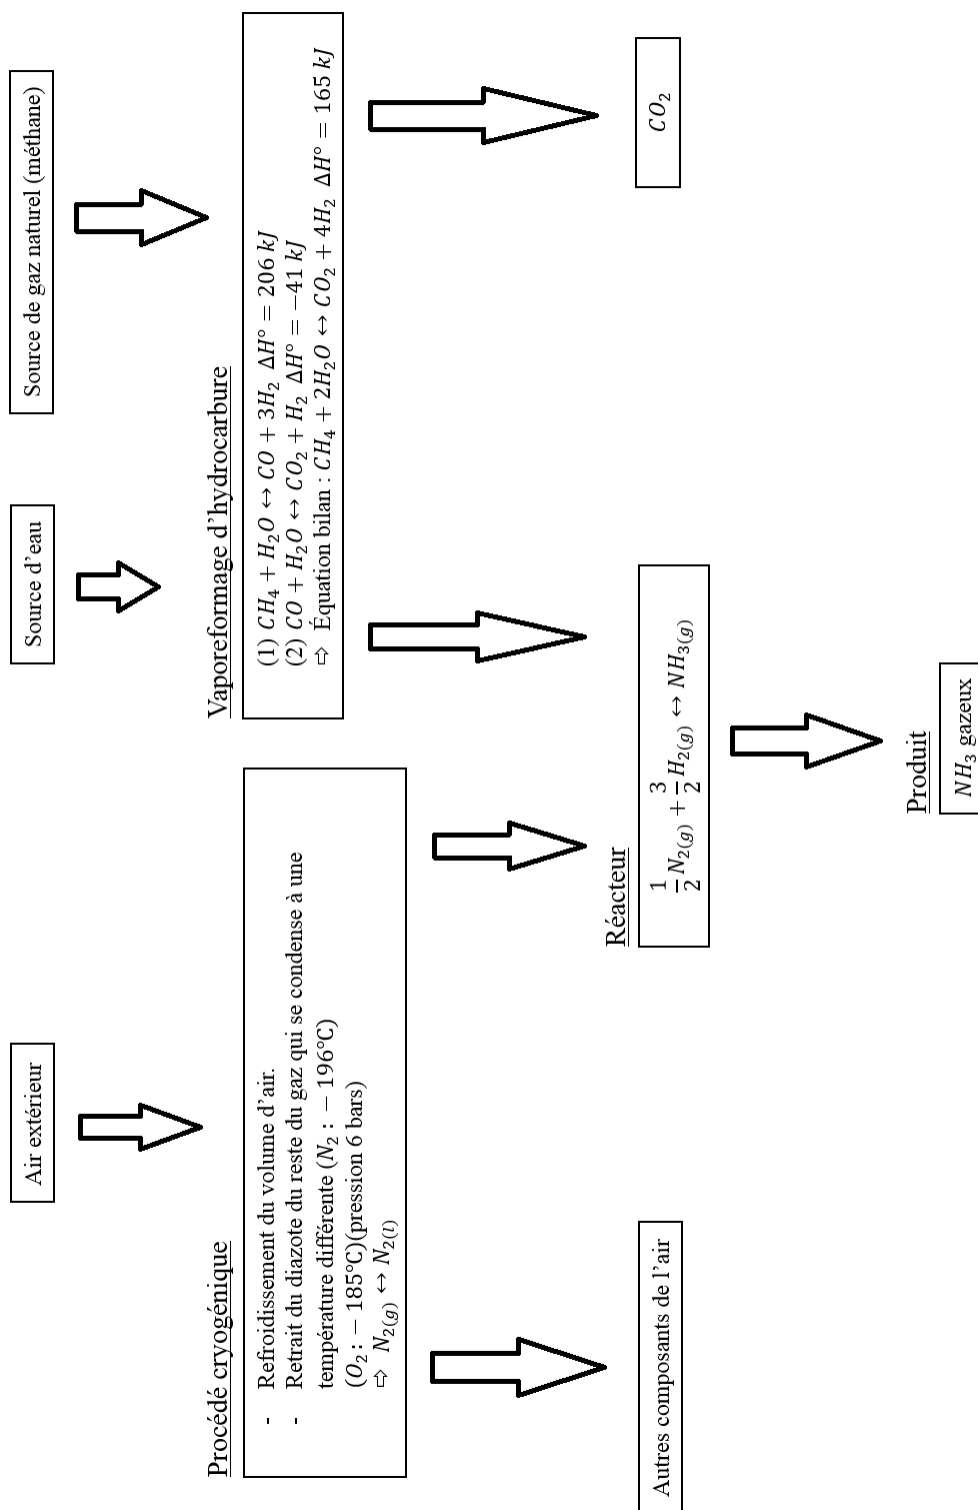 Air extérieur
Source d'eau
Source de gaz naturel (méthane)
Procédé cryogénique
- Refroidissement du volume d'air.
- Retrait du diazote du reste du gaz qui se condense à une
température différente (N₂ : −196°C)
((O₂ : −185°C)(pression 6 bars)
⇨ N₂₍g₎ ↔ N₂₍l₎
Vaporeformage d'hydrocarbure
(1) CH₄ + H₂O ↔ CO + 3H₂ ΔH° = 206 kJ
(2) CO + H₂O ↔ CO₂ + H₂ ΔH° = −41 kJ
⇨ Équation bilan : CH₄ + 2H₂O ↔ CO₂ + 4H₂ ΔH° = 165 kJ
Autres composants de l'air
Réacteur
1/2 N₂₍g₎ + 3/2 H₂₍g₎ ↔ NH₃₍g₎
CO₂
Produit
NH₃ gazeux